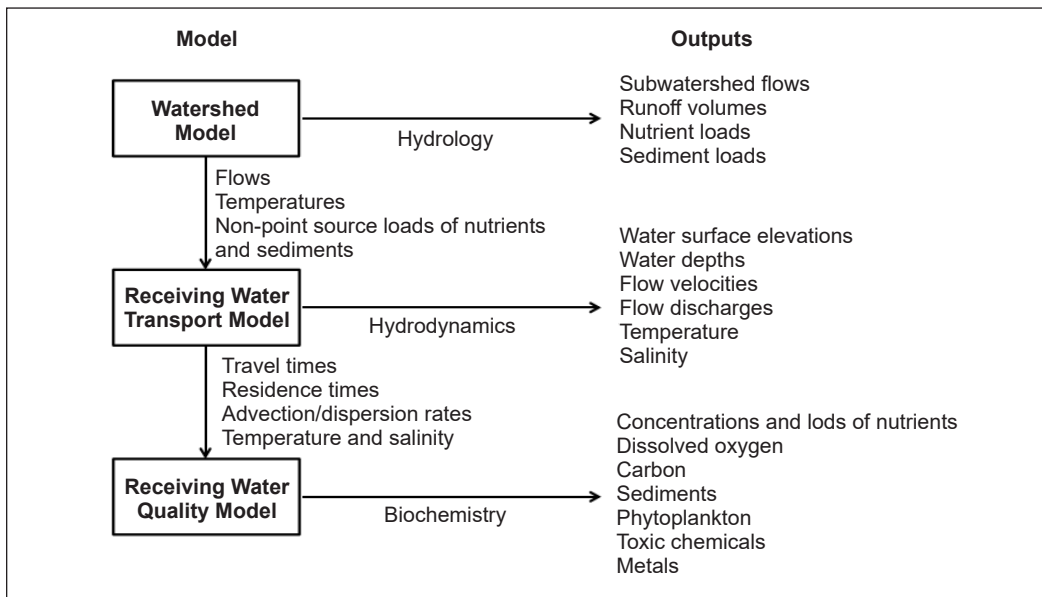 Model
Outputs
Watershed
Model
Hydrology
Subwatershed flows
Runoff volumes
Nutrient loads
Sediment loads
Flows
Temperatures
Non-point source loads of nutrients
and sediments
Receiving Water
Transport Model
Hydrodynamics
Water surface elevations
Water depths
Flow velocities
Flow discharges
Temperature
Salinity
Travel times
Residence times
Advection/dispersion rates
Temperature and salinity
Receiving Water
Quality Model
Biochemistry
Concentrations and lods of nutrients
Dissolved oxygen
Carbon
Sediments
Phytoplankton
Toxic chemicals
Metals